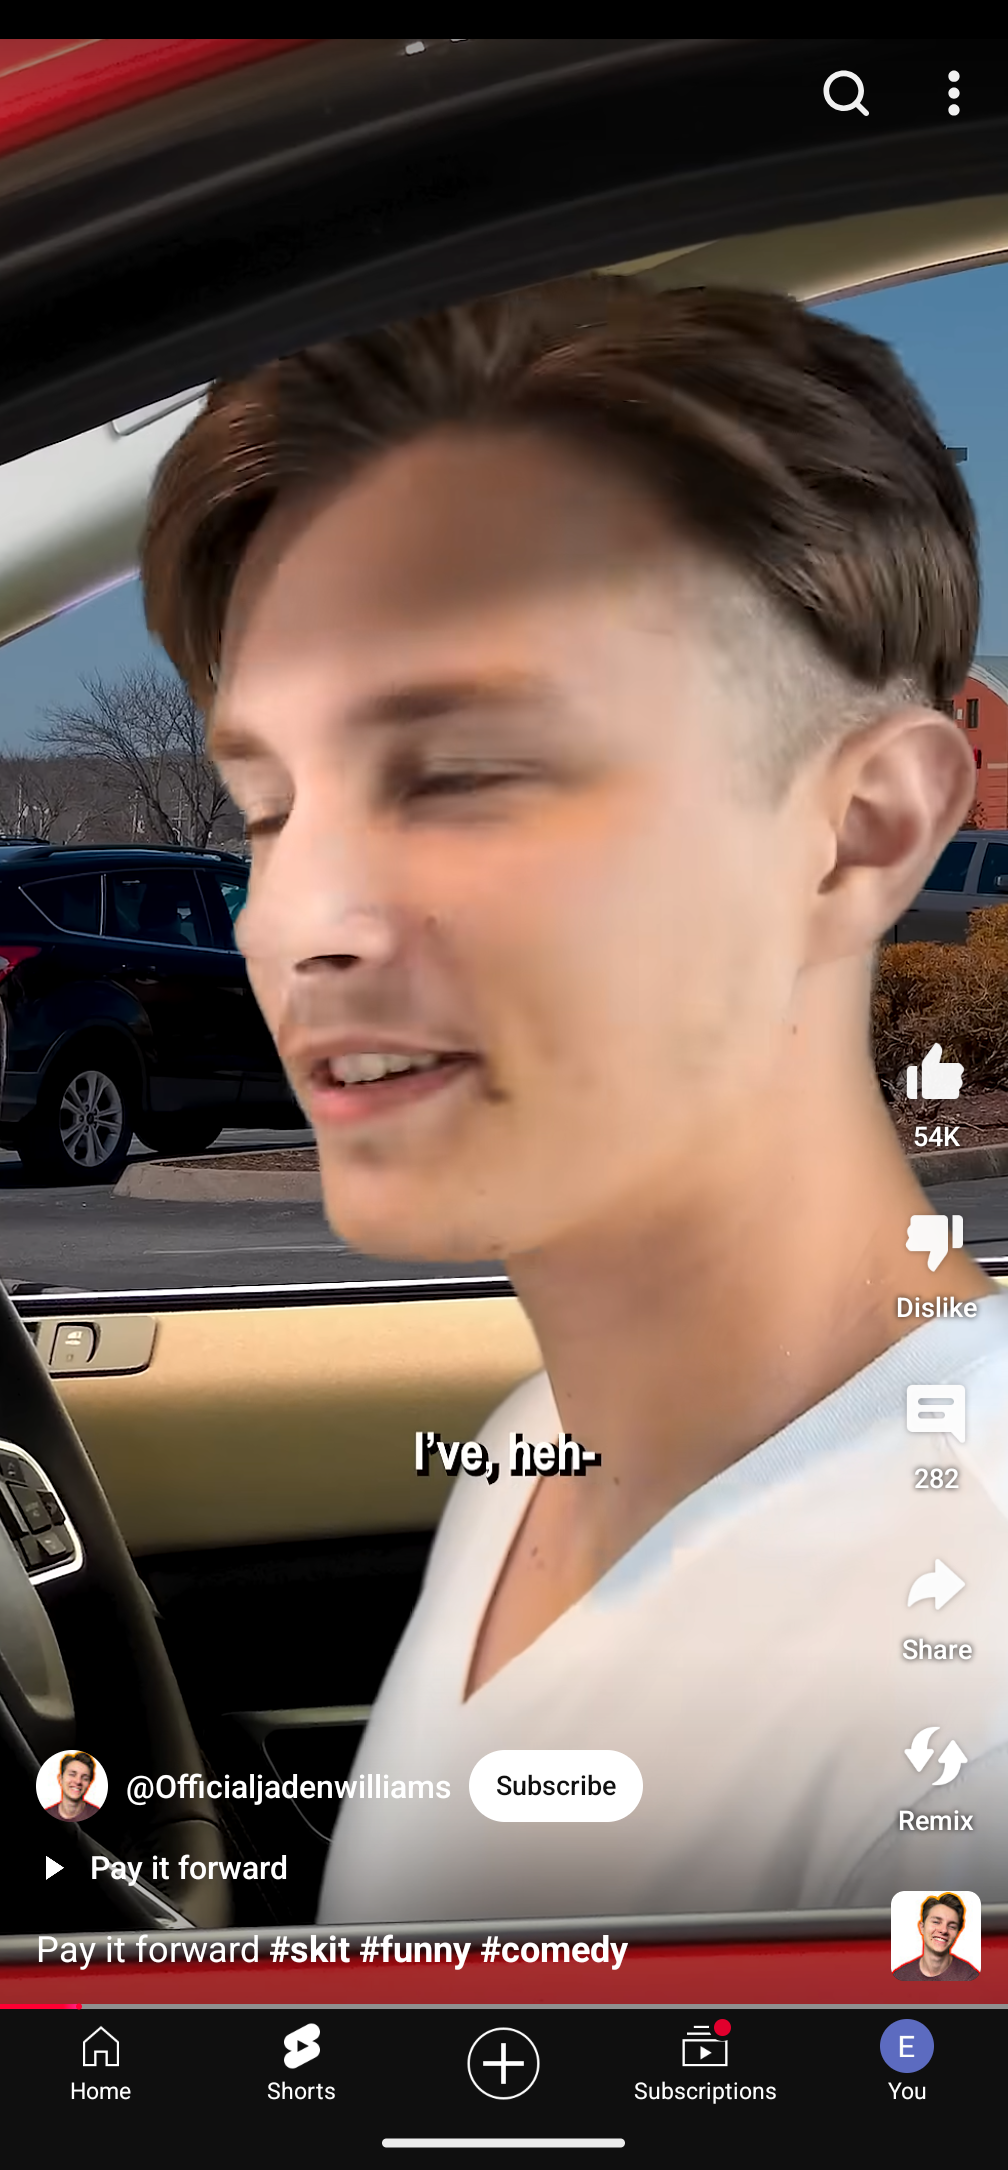 54K
Dislike
I've, heh-
282
Share
@Officialjadenwilliams Subscribe
Remix
Pay it forward
Pay it forward #skit #funny #comedy
Home Shorts Subscriptions E You